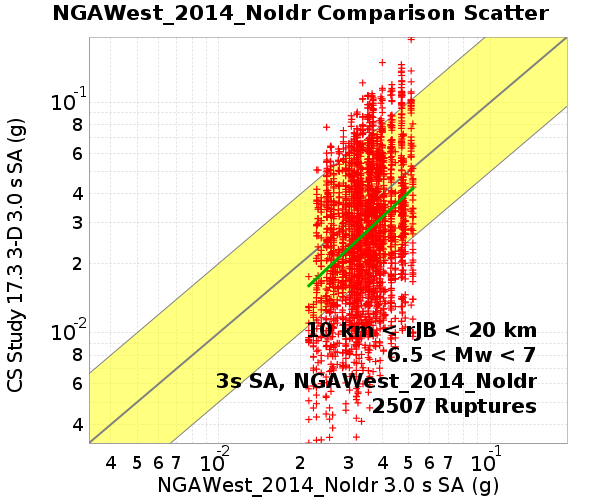 NGAWest_2014_NoIdr Comparison Scatter
CS Study 17.3 3-D 3.0 s SA (g)
10-1
8
6
4
3
2
10-2
8
6
4
10 km < rJB < 20 km
6.5 < Mw < 7
3s SA, NGAWest_2014_NoIdr
2507 Ruptures
4 5 6 7 10-2 2 3 4 5 6 7 10-1
NGAWest_2014_NoIdr 3.0 s SA (g)